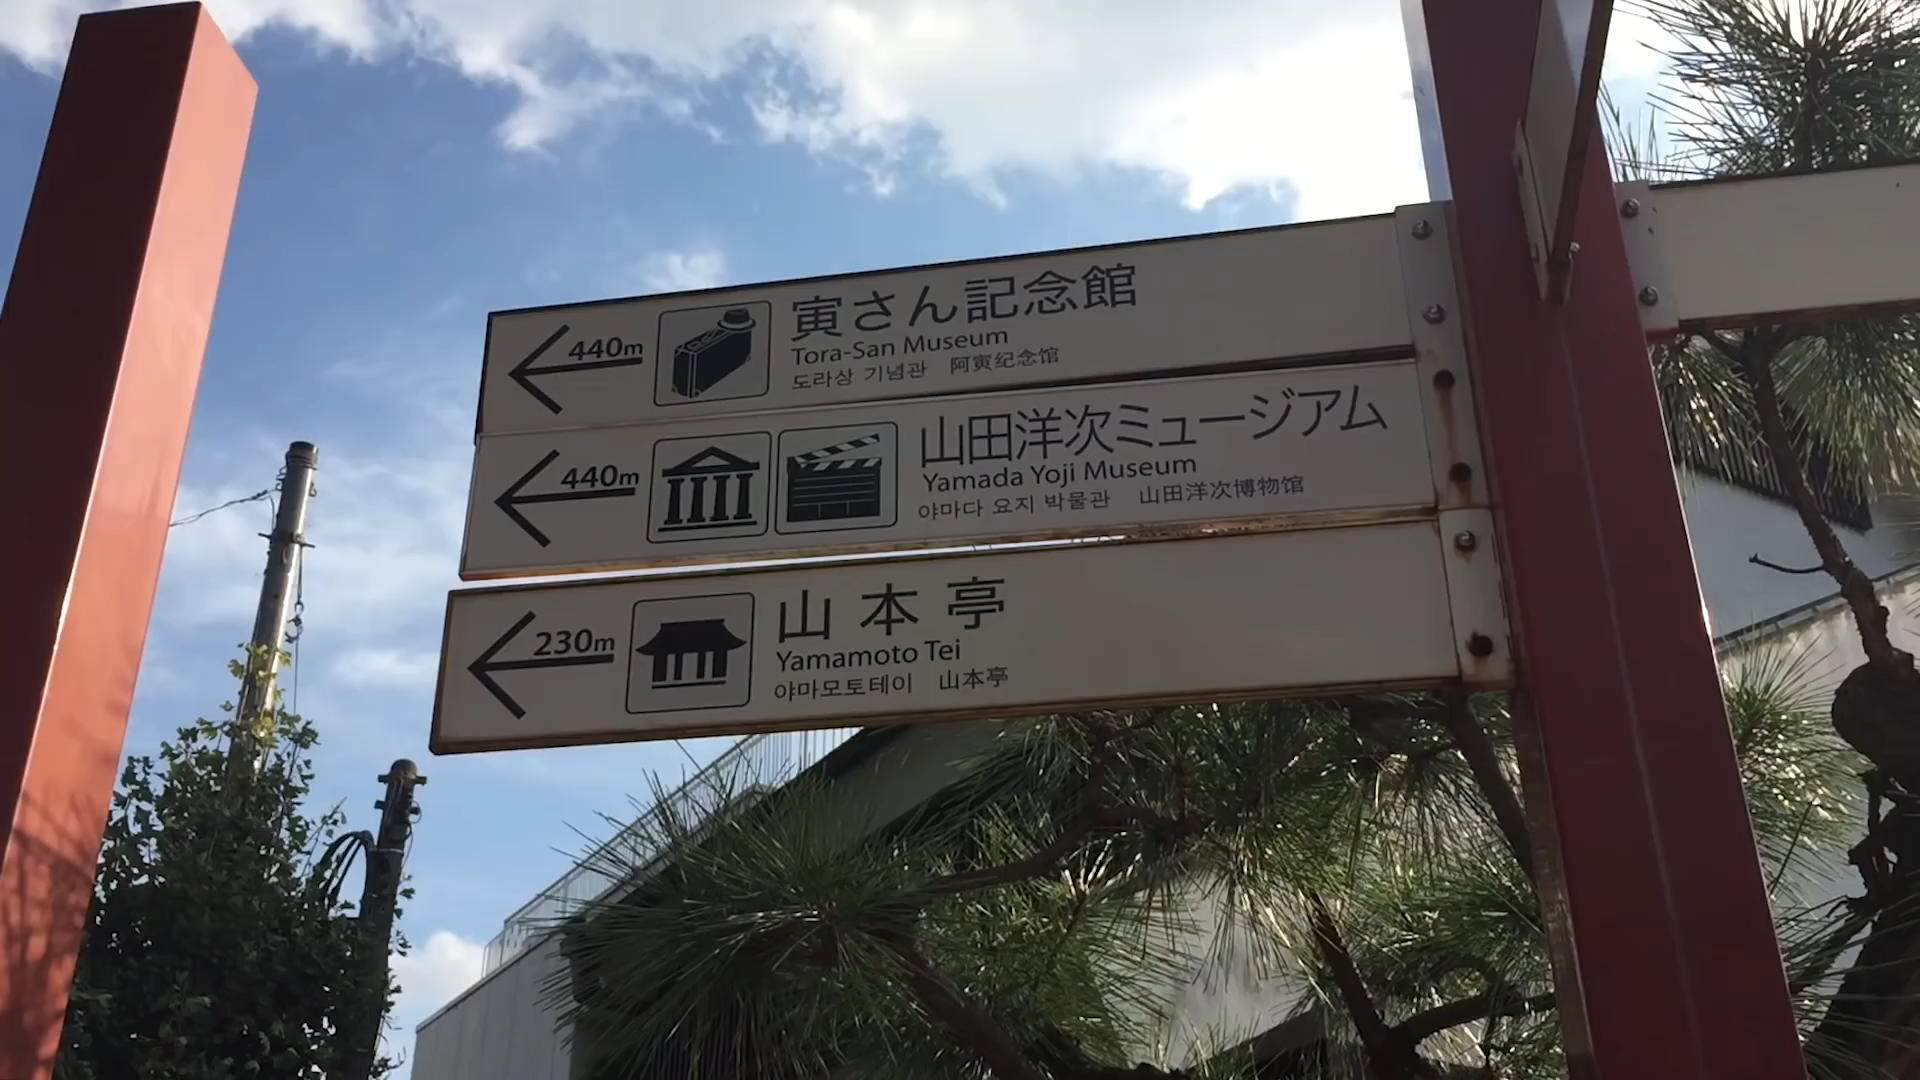 440m
寅さん記念館
Tora-San Museum
도라상 기념관 阿寅纪念馆
440m
山田洋次ミュージアム
Yamada Yoji Museum
야마다 요지 박물관 山田洋次博物馆
230m
山本亭
Yamamoto Tei
야마모토테이 山本亭